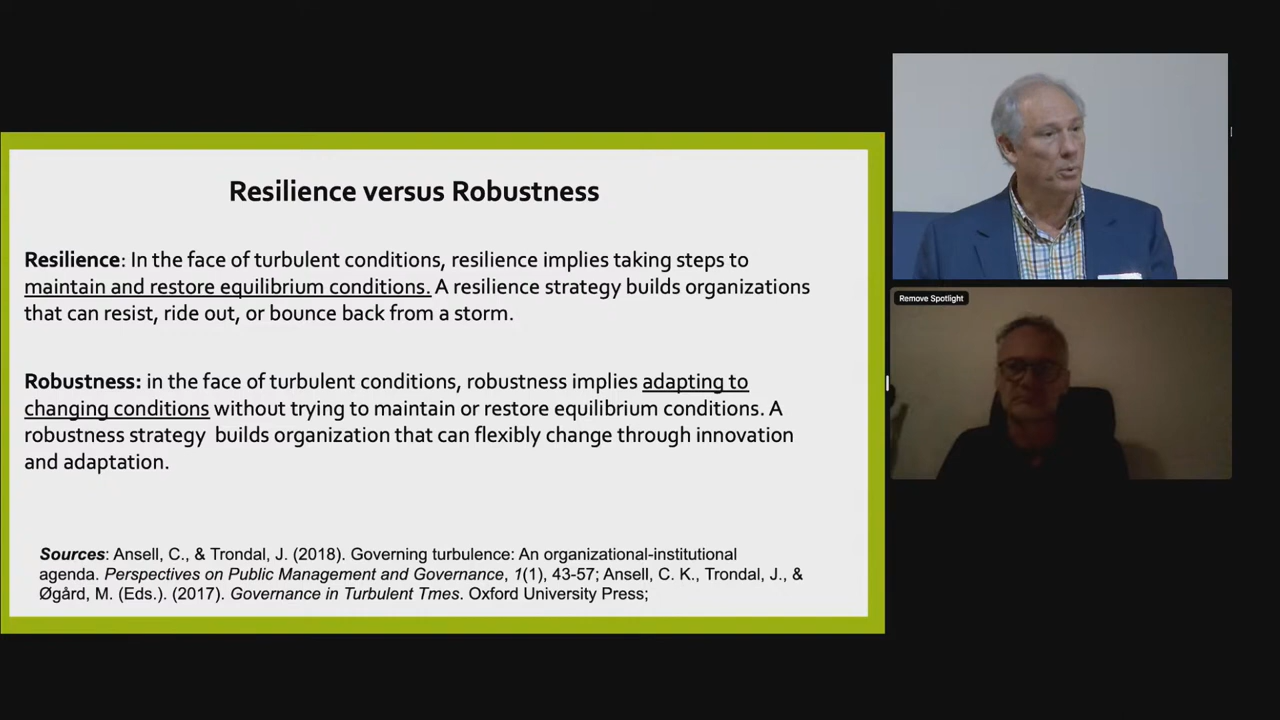 Resilience versus Robustness
Resilience: In the face of turbulent conditions, resilience implies taking steps to
maintain and restore equilibrium conditions. A resilience strategy builds organizations
that can resist, ride out, or bounce back from a storm.
Robustness: in the face of turbulent conditions, robustness implies adapting to
changing conditions without trying to maintain or restore equilibrium conditions. A
robustness strategy builds organization that can flexibly change through innovation
and adaptation.
Sources: Ansell, C., & Trondal, J. (2018). Governing turbulence: An organizational-institutional
agenda. Perspectives on Public Management and Governance, 1(1), 43-57; Ansell, C. K., Trondal, J., &
Øgård, M. (Eds.). (2017). Governance in Turbulent Tmes. Oxford University Press;
Remove Spotlight